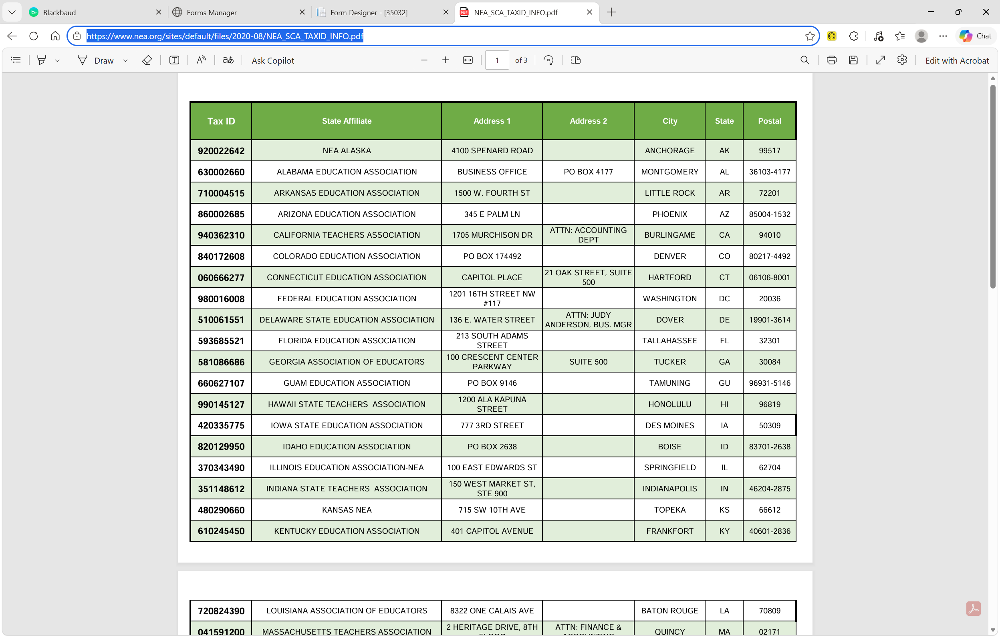 Blackbaud
Forms Manager
Form Designer - [35032]
NEA_SCA_TAXID_INFO.pdf
https://www.nea.org/sites/default/files/2020-08/NEA_SCA_TAXID_INFO.pdf
Chat
Draw
Ask Copilot
1 of 3
Edit with Acrobat
Tax ID State Affiliate Address 1 Address 2 City State Postal
920022642 NEA ALASKA 4100 SPENARD ROAD ANCHORAGE AK 99517
630002660 ALABAMA EDUCATION ASSOCIATION BUSINESS OFFICE PO BOX 4177 MONTGOMERY AL 36103-4177
710004515 ARKANSAS EDUCATION ASSOCIATION 1500 W. FOURTH ST LITTLE ROCK AR 72201
860002685 ARIZONA EDUCATION ASSOCIATION 345 E PALM LN PHOENIX AZ 85004-1532
940362310 CALIFORNIA TEACHERS ASSOCIATION 1705 MURCHISON DR ATTN: ACCOUNTING DEPT BURLINGAME CA 94010
840172608 COLORADO EDUCATION ASSOCIATION PO BOX 174492 DENVER CO 80217-4492
060666277 CONNECTICUT EDUCATION ASSOCIATION CAPITOL PLACE 21 OAK STREET, SUITE 500 HARTFORD CT 06106-8001
980016008 FEDERAL EDUCATION ASSOCIATION 1201 16TH STREET NW #117 WASHINGTON DC 20036
510061551 DELAWARE STATE EDUCATION ASSOCIATION 136 E. WATER STREET ATTN: JUDY ANDERSON, BUS. MGR DOVER DE 19901-3614
593685521 FLORIDA EDUCATION ASSOCIATION 213 SOUTH ADAMS STREET TALLAHASSEE FL 32301
581086686 GEORGIA ASSOCIATION OF EDUCATORS 100 CRESCENT CENTER PARKWAY SUITE 500 TUCKER GA 30084
660627107 GUAM EDUCATION ASSOCIATION PO BOX 9146 TAMUNING GU 96931-5146
990145127 HAWAII STATE TEACHERS  ASSOCIATION 1200 ALA KAPUNA STREET HONOLULU HI 96819
420335775 IOWA STATE EDUCATION ASSOCIATION 777 3RD STREET DES MOINES IA 50309
820129950 IDAHO EDUCATION ASSOCIATION PO BOX 2638 BOISE ID 83701-2638
370343490 ILLINOIS EDUCATION ASSOCIATION-NEA 100 EAST EDWARDS ST SPRINGFIELD IL 62704
351148612 INDIANA STATE TEACHERS  ASSOCIATION 150 WEST MARKET ST, STE 900 INDIANAPOLIS IN 46204-2875
480290660 KANSAS NEA 715 SW 10TH AVE TOPEKA KS 66612
610245450 KENTUCKY EDUCATION ASSOCIATION 401 CAPITOL AVENUE FRANKFORT KY 40601-2836
720824390 LOUISIANA ASSOCIATION OF EDUCATORS 8322 ONE CALAIS AVE BATON ROUGE LA 70809
041591200 MASSACHUSETTS TEACHERS ASSOCIATION 2 HERITAGE DRIVE, 8TH ATTN: FINANCE & QUINCY MA 02171